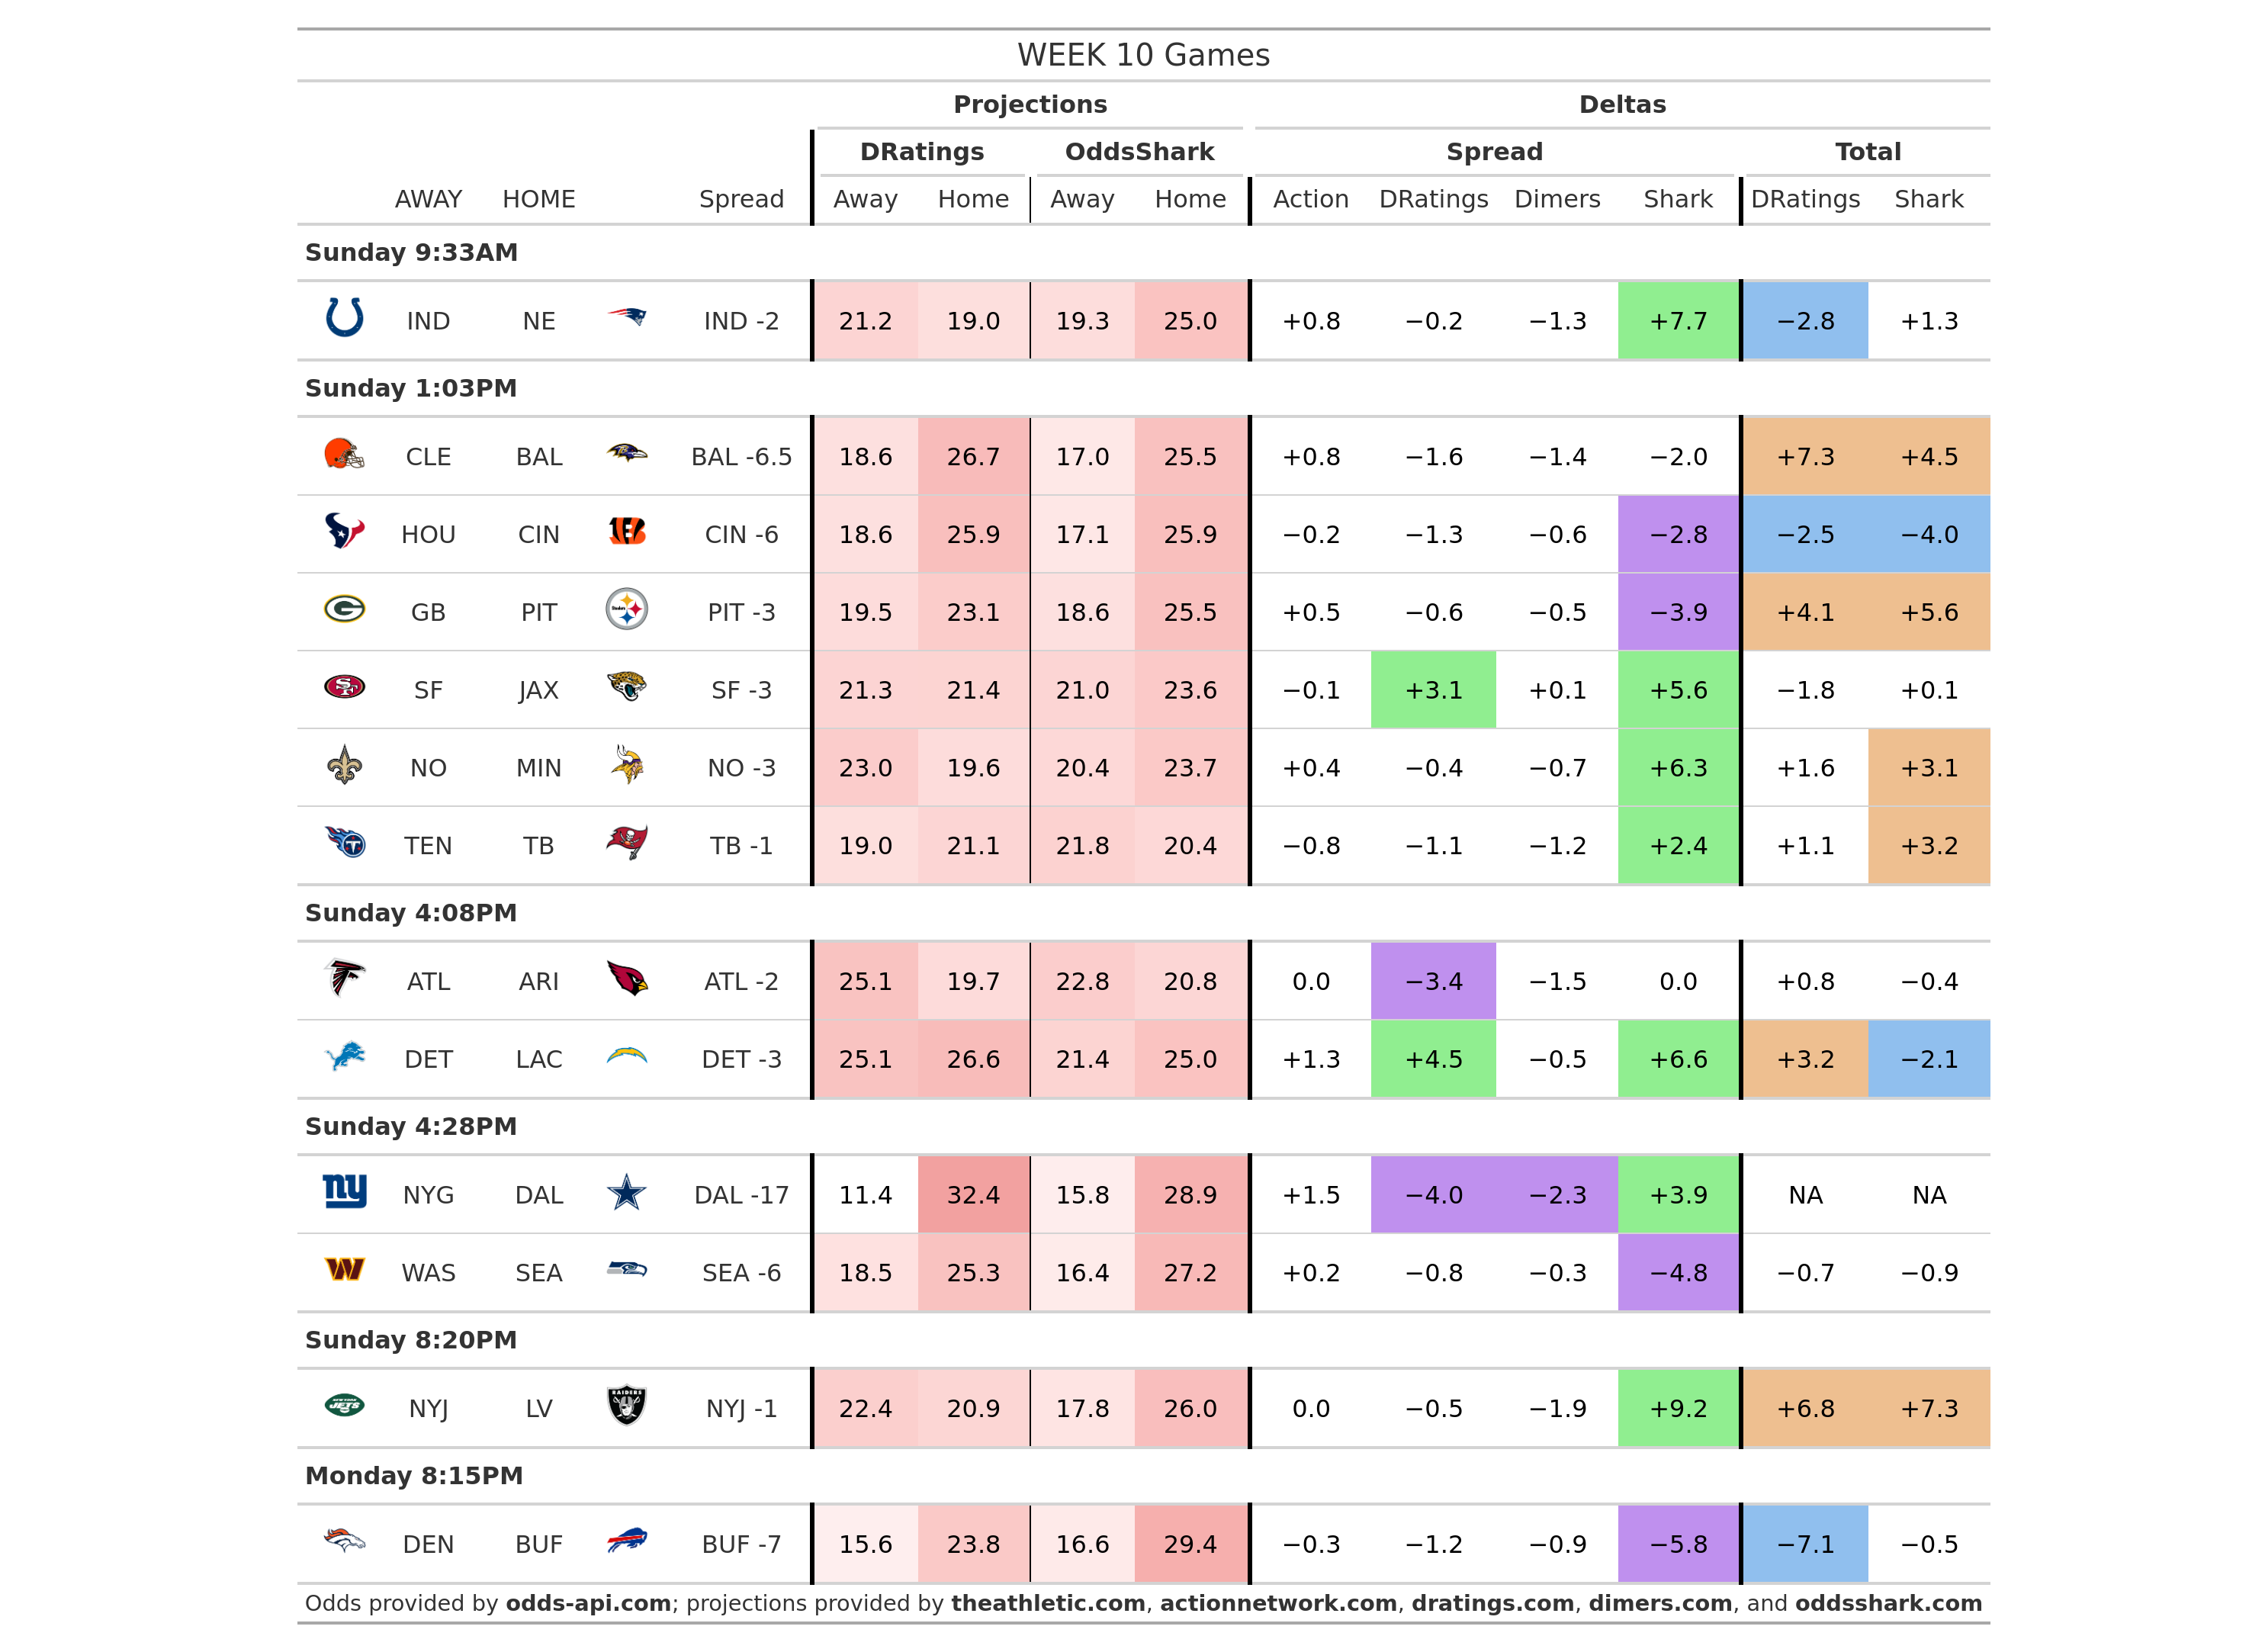 WEEK 10 Games
Projections Deltas
DRatings OddsShark Spread Total
AWAY HOME Spread Away Home Away Home Action DRatings Dimers Shark DRatings Shark
Sunday 9:33AM
IND NE IND -2 21.2 19.0 19.3 25.0 +0.8 −0.2 −1.3 +7.7 −2.8 +1.3
Sunday 1:03PM
CLE BAL BAL -6.5 18.6 26.7 17.0 25.5 +0.8 −1.6 −1.4 −2.0 +7.3 +4.5
HOU CIN CIN -6 18.6 25.9 17.1 25.9 −0.2 −1.3 −0.6 −2.8 −2.5 −4.0
GB PIT PIT -3 19.5 23.1 18.6 25.5 +0.5 −0.6 −0.5 −3.9 +4.1 +5.6
SF JAX SF -3 21.3 21.4 21.0 23.6 −0.1 +3.1 +0.1 +5.6 −1.8 +0.1
NO MIN NO -3 23.0 19.6 20.4 23.7 +0.4 −0.4 −0.7 +6.3 +1.6 +3.1
TEN TB TB -1 19.0 21.1 21.8 20.4 −0.8 −1.1 −1.2 +2.4 +1.1 +3.2
Sunday 4:08PM
ATL ARI ATL -2 25.1 19.7 22.8 20.8 0.0 −3.4 −1.5 0.0 +0.8 −0.4
DET LAC DET -3 25.1 26.6 21.4 25.0 +1.3 +4.5 −0.5 +6.6 +3.2 −2.1
Sunday 4:28PM
ny NYG DAL DAL -17 11.4 32.4 15.8 28.9 +1.5 −4.0 −2.3 +3.9 NA NA
W WAS SEA SEA -6 18.5 25.3 16.4 27.2 +0.2 −0.8 −0.3 −4.8 −0.7 −0.9
Sunday 8:20PM
JETS NYJ LV RAIDERS NYJ -1 22.4 20.9 17.8 26.0 0.0 −0.5 −1.9 +9.2 +6.8 +7.3
Monday 8:15PM
DEN BUF BUF -7 15.6 23.8 16.6 29.4 −0.3 −1.2 −0.9 −5.8 −7.1 −0.5
Odds provided by odds-api.com; projections provided by theathletic.com, actionnetwork.com, dratings.com, dimers.com, and oddsshark.com